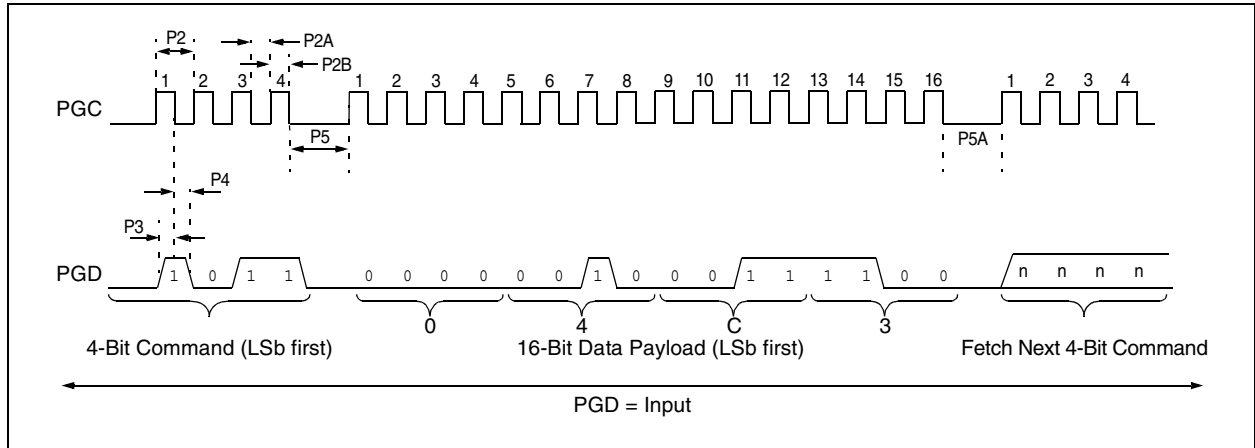 P2
P2A
P2B
1 2 3 4
1 2 3 4 5 6 7 8 9 10 11 12 13 14 15 16
1 2 3 4
PGC
P5
P5A
P4
P3
PGD
1 0 1 1
0 0 0 0 0 0 1 0 0 0 1 1 1 1 0 0
n n n n
0 4 C 3
4-Bit Command (LSb first)
16-Bit Data Payload (LSb first)
Fetch Next 4-Bit Command
PGD = Input